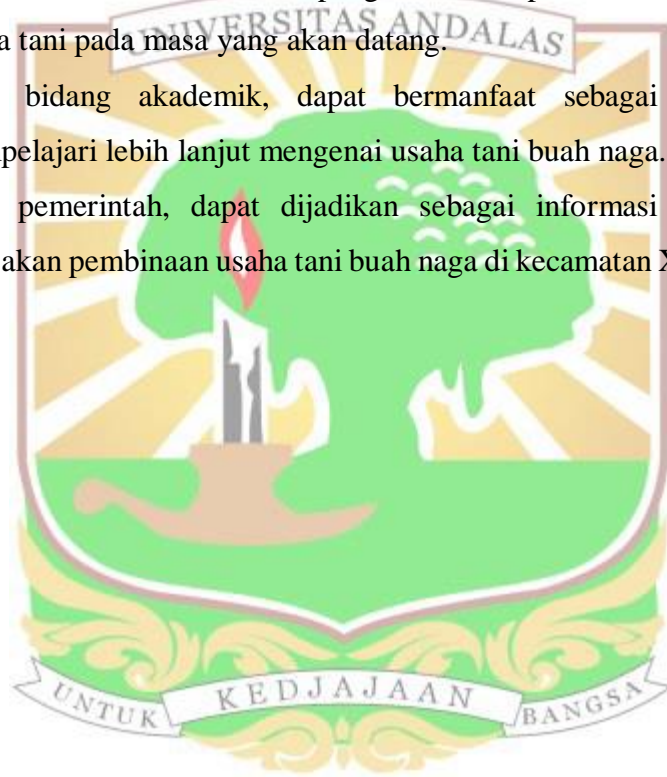 UNIVERSITAS ANDALAS
a tani pada masa yang akan datang.
bidang akademik, dapat bermanfaat sebagai
pelajari lebih lanjut mengenai usaha tani buah naga.
pemerintah, dapat dijadikan sebagai informasi
akan pembinaan usaha tani buah naga di kecamatan X
UNTUK KEDJAJAAN BANGSA